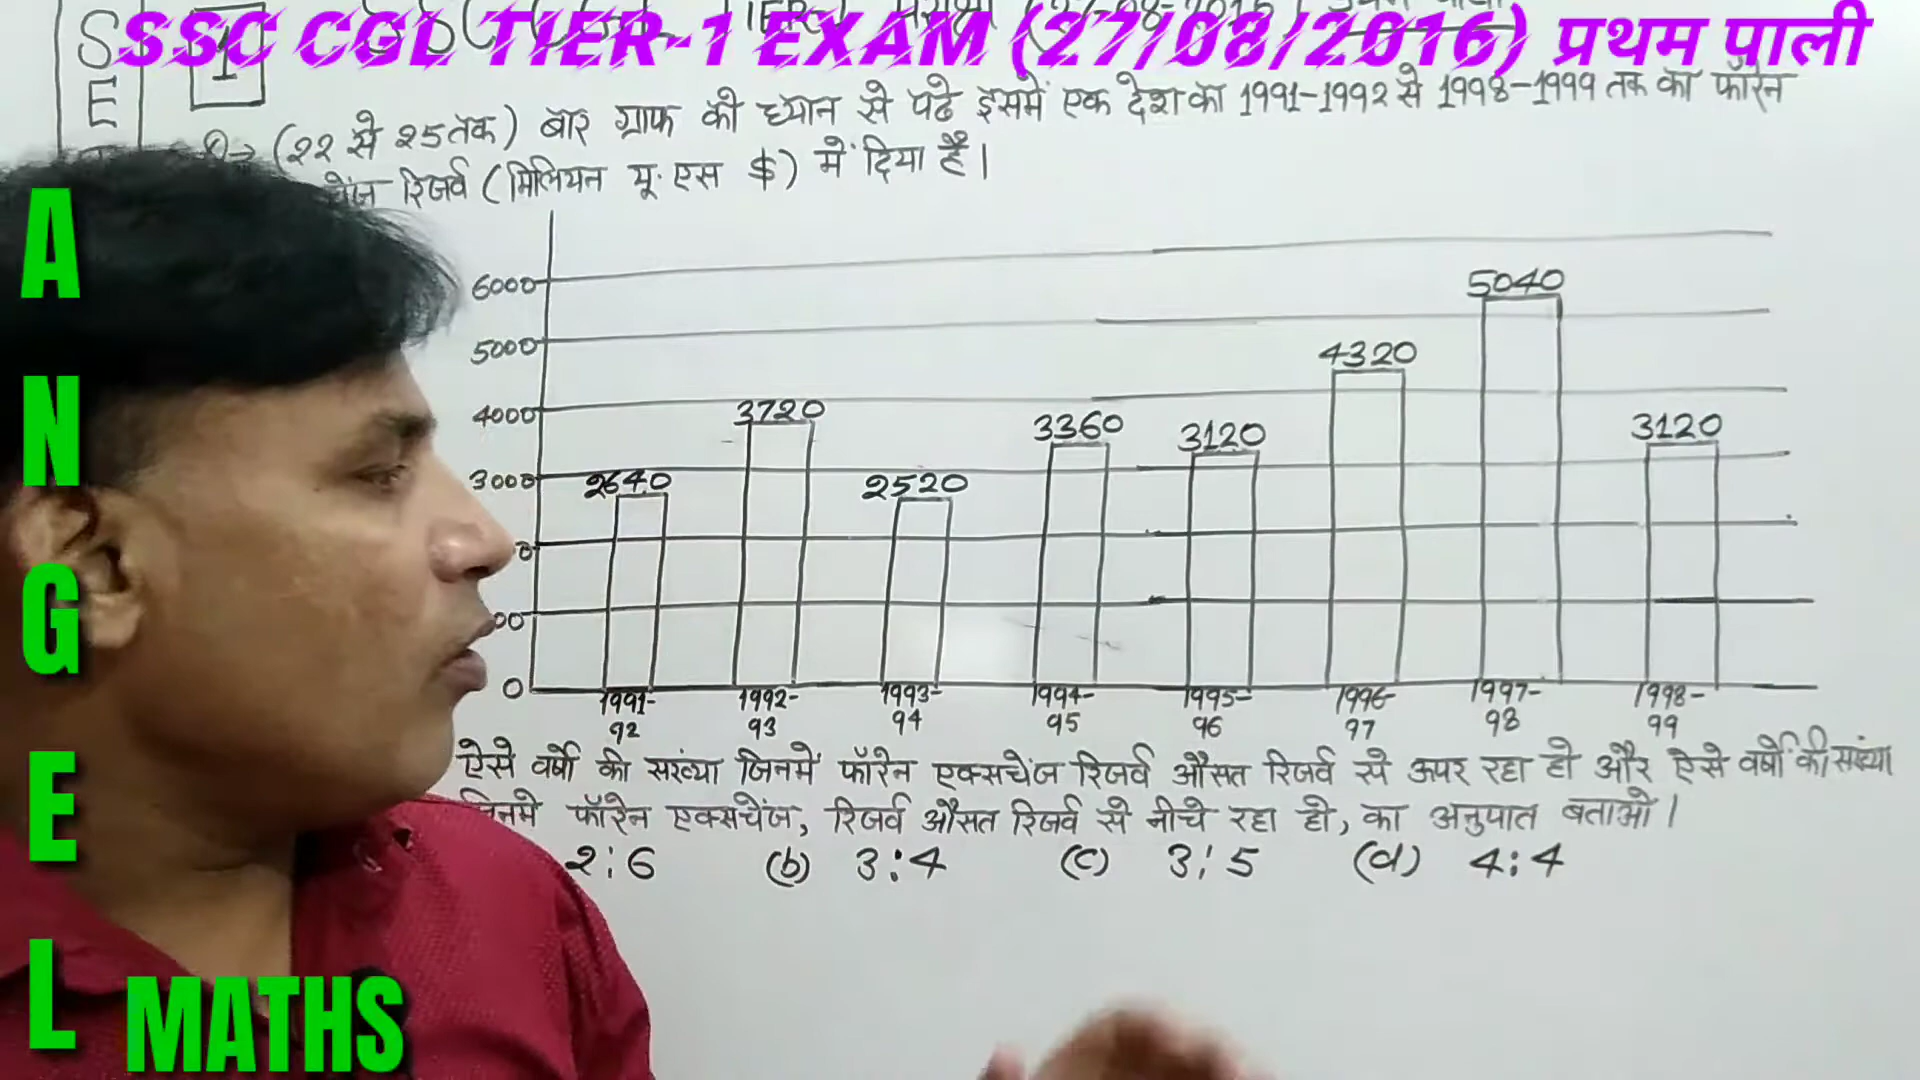 SSC CGL TIER-1 EXAM (27/08/2016) प्रथम पाली
S
E
1
(22 से 25 तक) बार ग्राफ को ध्यान से पढे इसमें एक देश का 1991-1992 से 1998-1999 तक का फॉरेन
रिजर्व (मिलियन यू. एस $) में दिया है।
6000
5000
4000
3000
0
2640
3720
2520
3360
3120
4320
5040
3120
1991-92
1992-93
1993-94
1994-95
1995-96
1996-97
1997-98
1998-99
ऐसे वर्षो की संख्या जिनमें फॉरेन एक्सचेंज रिजर्व औसत रिजर्व से ऊपर रहा हो और ऐसे वर्षों की संख्या
फॉरेन एक्सचेंज, रिजर्व औसत रिजर्व से नीचे रहा हो, का अनुपात बताओ।
2:6 (b) 3:4 (c) 3:5 (d) 4:4
ANGEL
MATHS